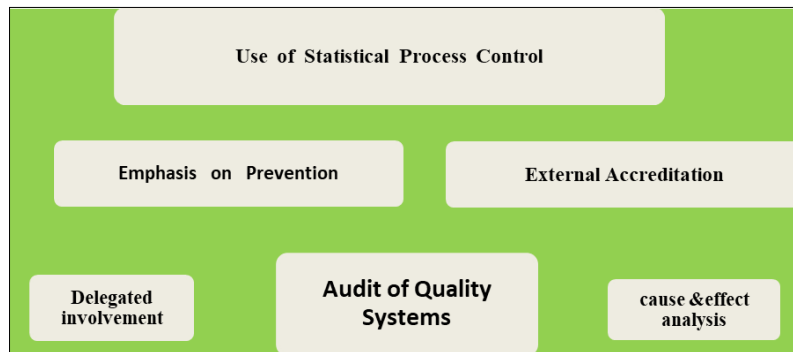 Use of Statistical Process Control
Emphasis on Prevention
External Accreditation
Delegated
involvement
Audit of Quality
Systems
cause &effect
analysis